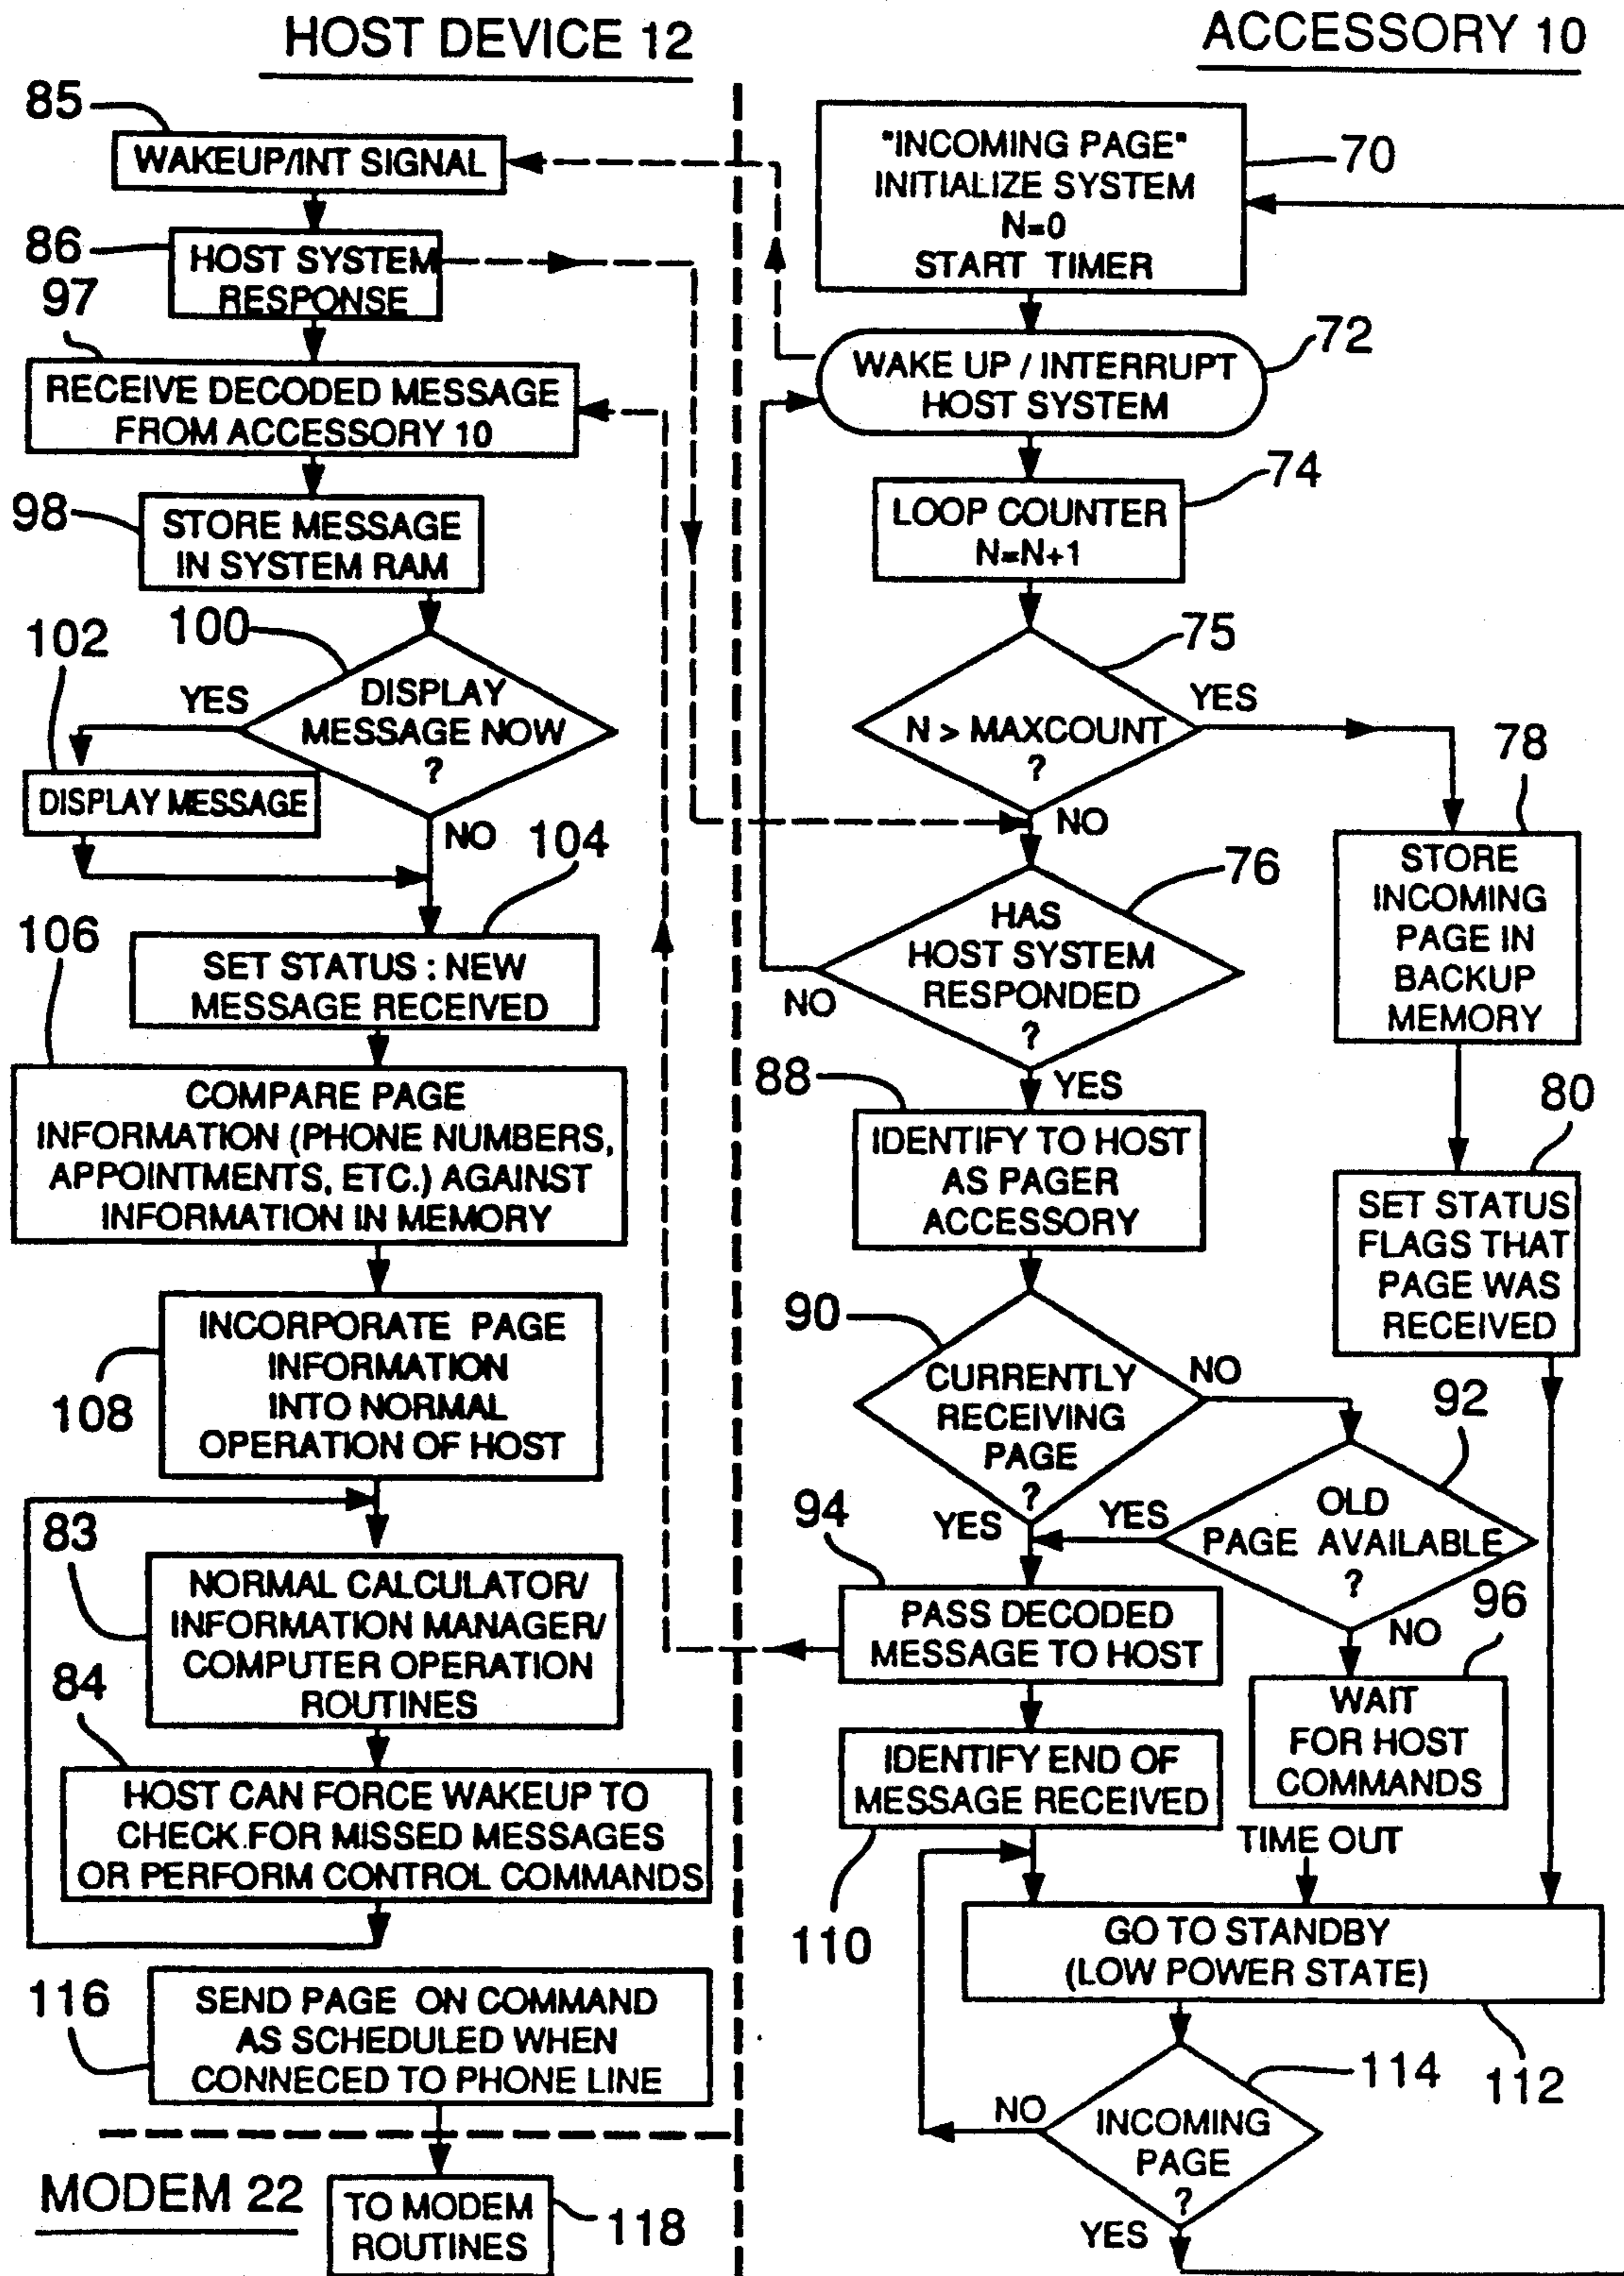 HOST DEVICE 12
85
WAKEUP/INT SIGNAL
86
HOST SYSTEM
RESPONSE
97
RECEIVE DECODED MESSAGE
FROM ACCESSORY 10
98
STORE MESSAGE
IN SYSTEM RAM
100
DISPLAY
MESSAGE NOW
?
YES
102
DISPLAY MESSAGE
NO
104
SET STATUS : NEW
MESSAGE RECEIVED
106
COMPARE PAGE
INFORMATION (PHONE NUMBERS,
APPOINTMENTS, ETC.) AGAINST
INFORMATION IN MEMORY
INCORPORATE PAGE
INFORMATION
INTO NORMAL
OPERATION OF HOST
108
83
NORMAL CALCULATOR/
INFORMATION MANAGER/
COMPUTER OPERATION
ROUTINES
84
HOST CAN FORCE WAKEUP TO
CHECK.FOR MISSED MESSAGES
OR PERFORM CONTROL COMMANDS
116
SEND PAGE ON COMMAND
AS SCHEDULED WHEN
CONNECED TO PHONE LINE
MODEM 22
TO MODEM
ROUTINES
118
ACCESSORY 10
"INCOMING PAGE"
INITIALIZE SYSTEM
N=0
START TIMER
70
WAKE UP / INTERRUPT
HOST SYSTEM
72
LOOP COUNTER
N=N+1
74
75
N > MAXCOUNT
?
YES
NO
78
STORE
INCOMING
PAGE IN
BACKUP
MEMORY
76
HAS
HOST SYSTEM
RESPONDED
?
NO
YES
80
SET STATUS
FLAGS THAT
PAGE WAS
RECEIVED
88
IDENTIFY TO HOST
AS PAGER
ACCESSORY
90
CURRENTLY
RECEIVING
PAGE
?
NO
YES
92
OLD
PAGE AVAILABLE
?
YES
NO
94
PASS DECODED
MESSAGE TO HOST
96
WAIT
FOR HOST
COMMANDS
IDENTIFY END OF
MESSAGE RECEIVED
110
TIME OUT
GO TO STANDBY
(LOW POWER STATE)
112
114
INCOMING
PAGE
?
NO
YES